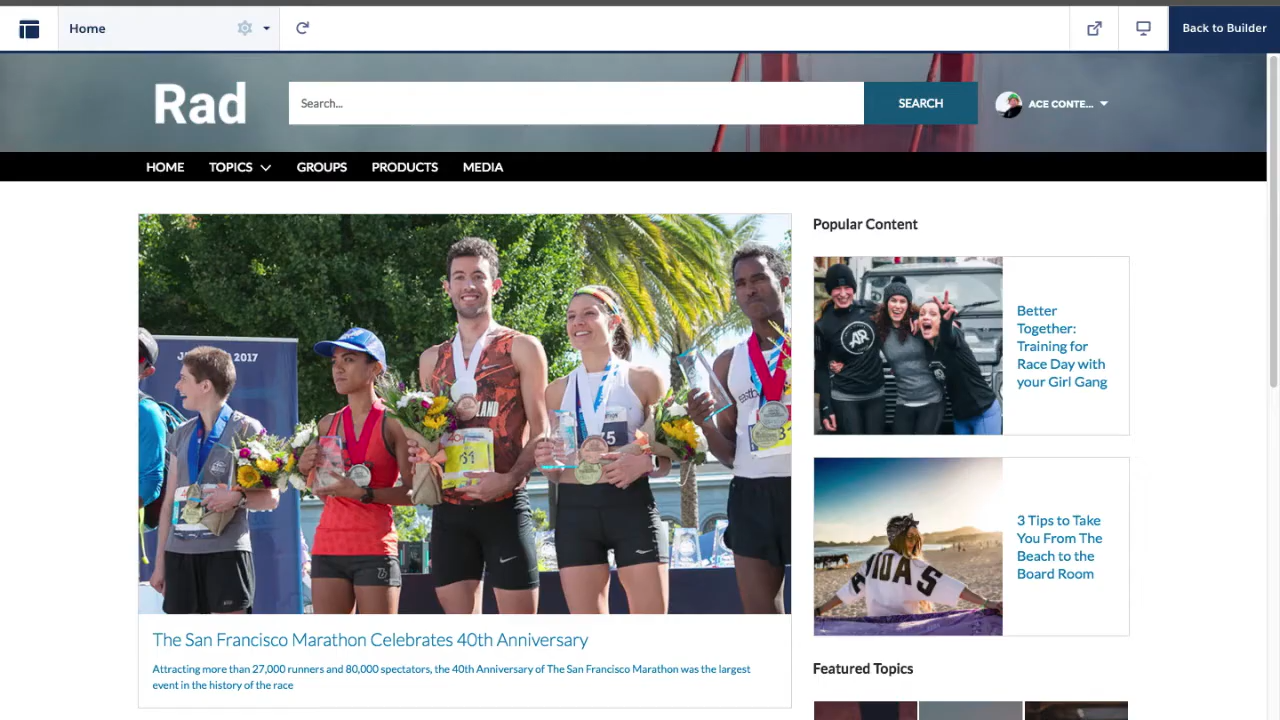 Home
Back to Builder
Rad
Search...
SEARCH
ACE CONTE...
HOME
TOPICS
GROUPS
PRODUCTS
MEDIA
Popular Content
Better
Together:
Training for
Race Day with
your Girl Gang
3 Tips to Take
You From The
Beach to the
Board Room
The San Francisco Marathon Celebrates 40th Anniversary
Attracting more than 27,000 runners and 80,000 spectators, the 40th Anniversary of The San Francisco Marathon was the largest
event in the history of the race
Featured Topics
2017